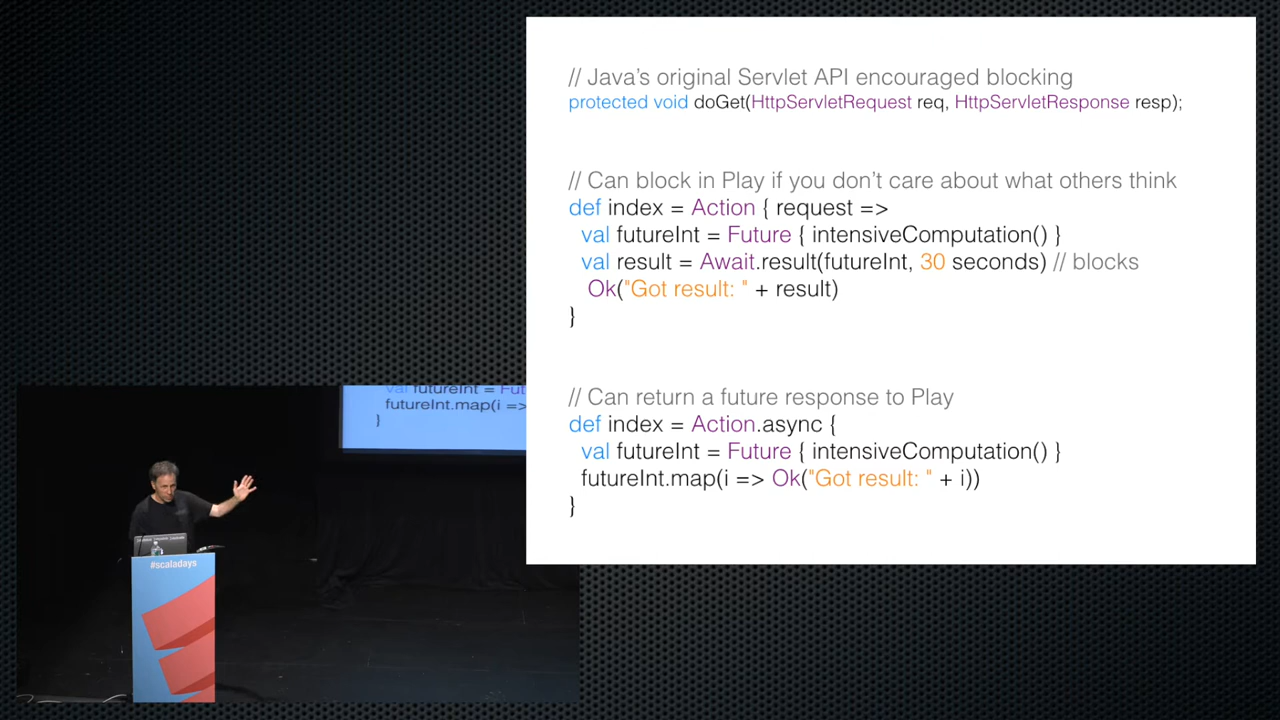 // Java's original Servlet API encouraged blocking
protected void doGet(HttpServletRequest req, HttpServletResponse resp);
// Can block in Play if you don't care about what others think
def index = Action { request =>
val futureInt = Future { intensiveComputation() }
val result = Await.result(futureInt, 30 seconds) // blocks
Ok("Got result: " + result)
}
// Can return a future response to Play
def index = Action.async {
val futureInt = Future { intensiveComputation() }
futureInt.map(i => Ok("Got result: " + i))
}
val futureInt = Fut
futureInt.map(i =>
}
#scaladays